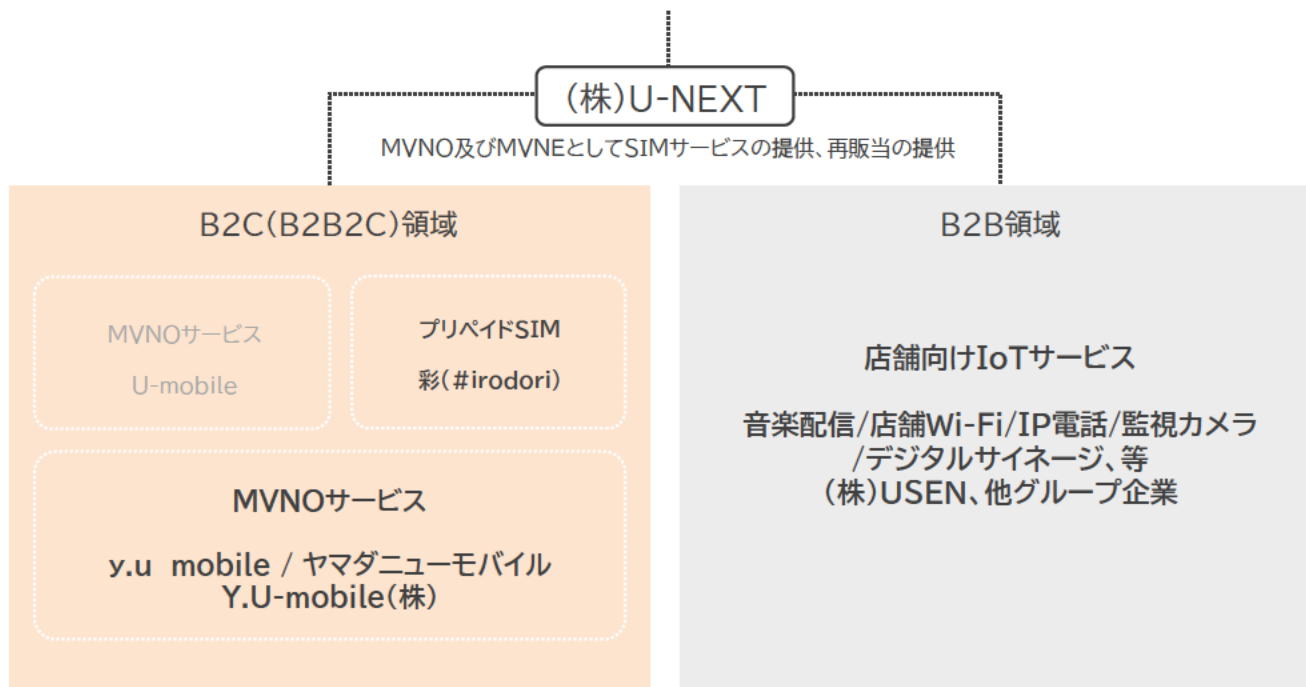 (株)U-NEXT
MVNO及びMVNEとしてSIMサービスの提供、再販当の提供
B2C(B2B2C)領域
MVNOサービス
U-mobile
プリペイドSIM
彩(#irodori)
MVNOサービス
y.u mobile / ヤマダニューモバイル
Y.U-mobile(株)
B2B領域
店舗向けIoTサービス
音楽配信/店舗Wi-Fi/IP電話/監視カメラ
/デジタルサイネージ、等
(株)USEN、他グループ企業